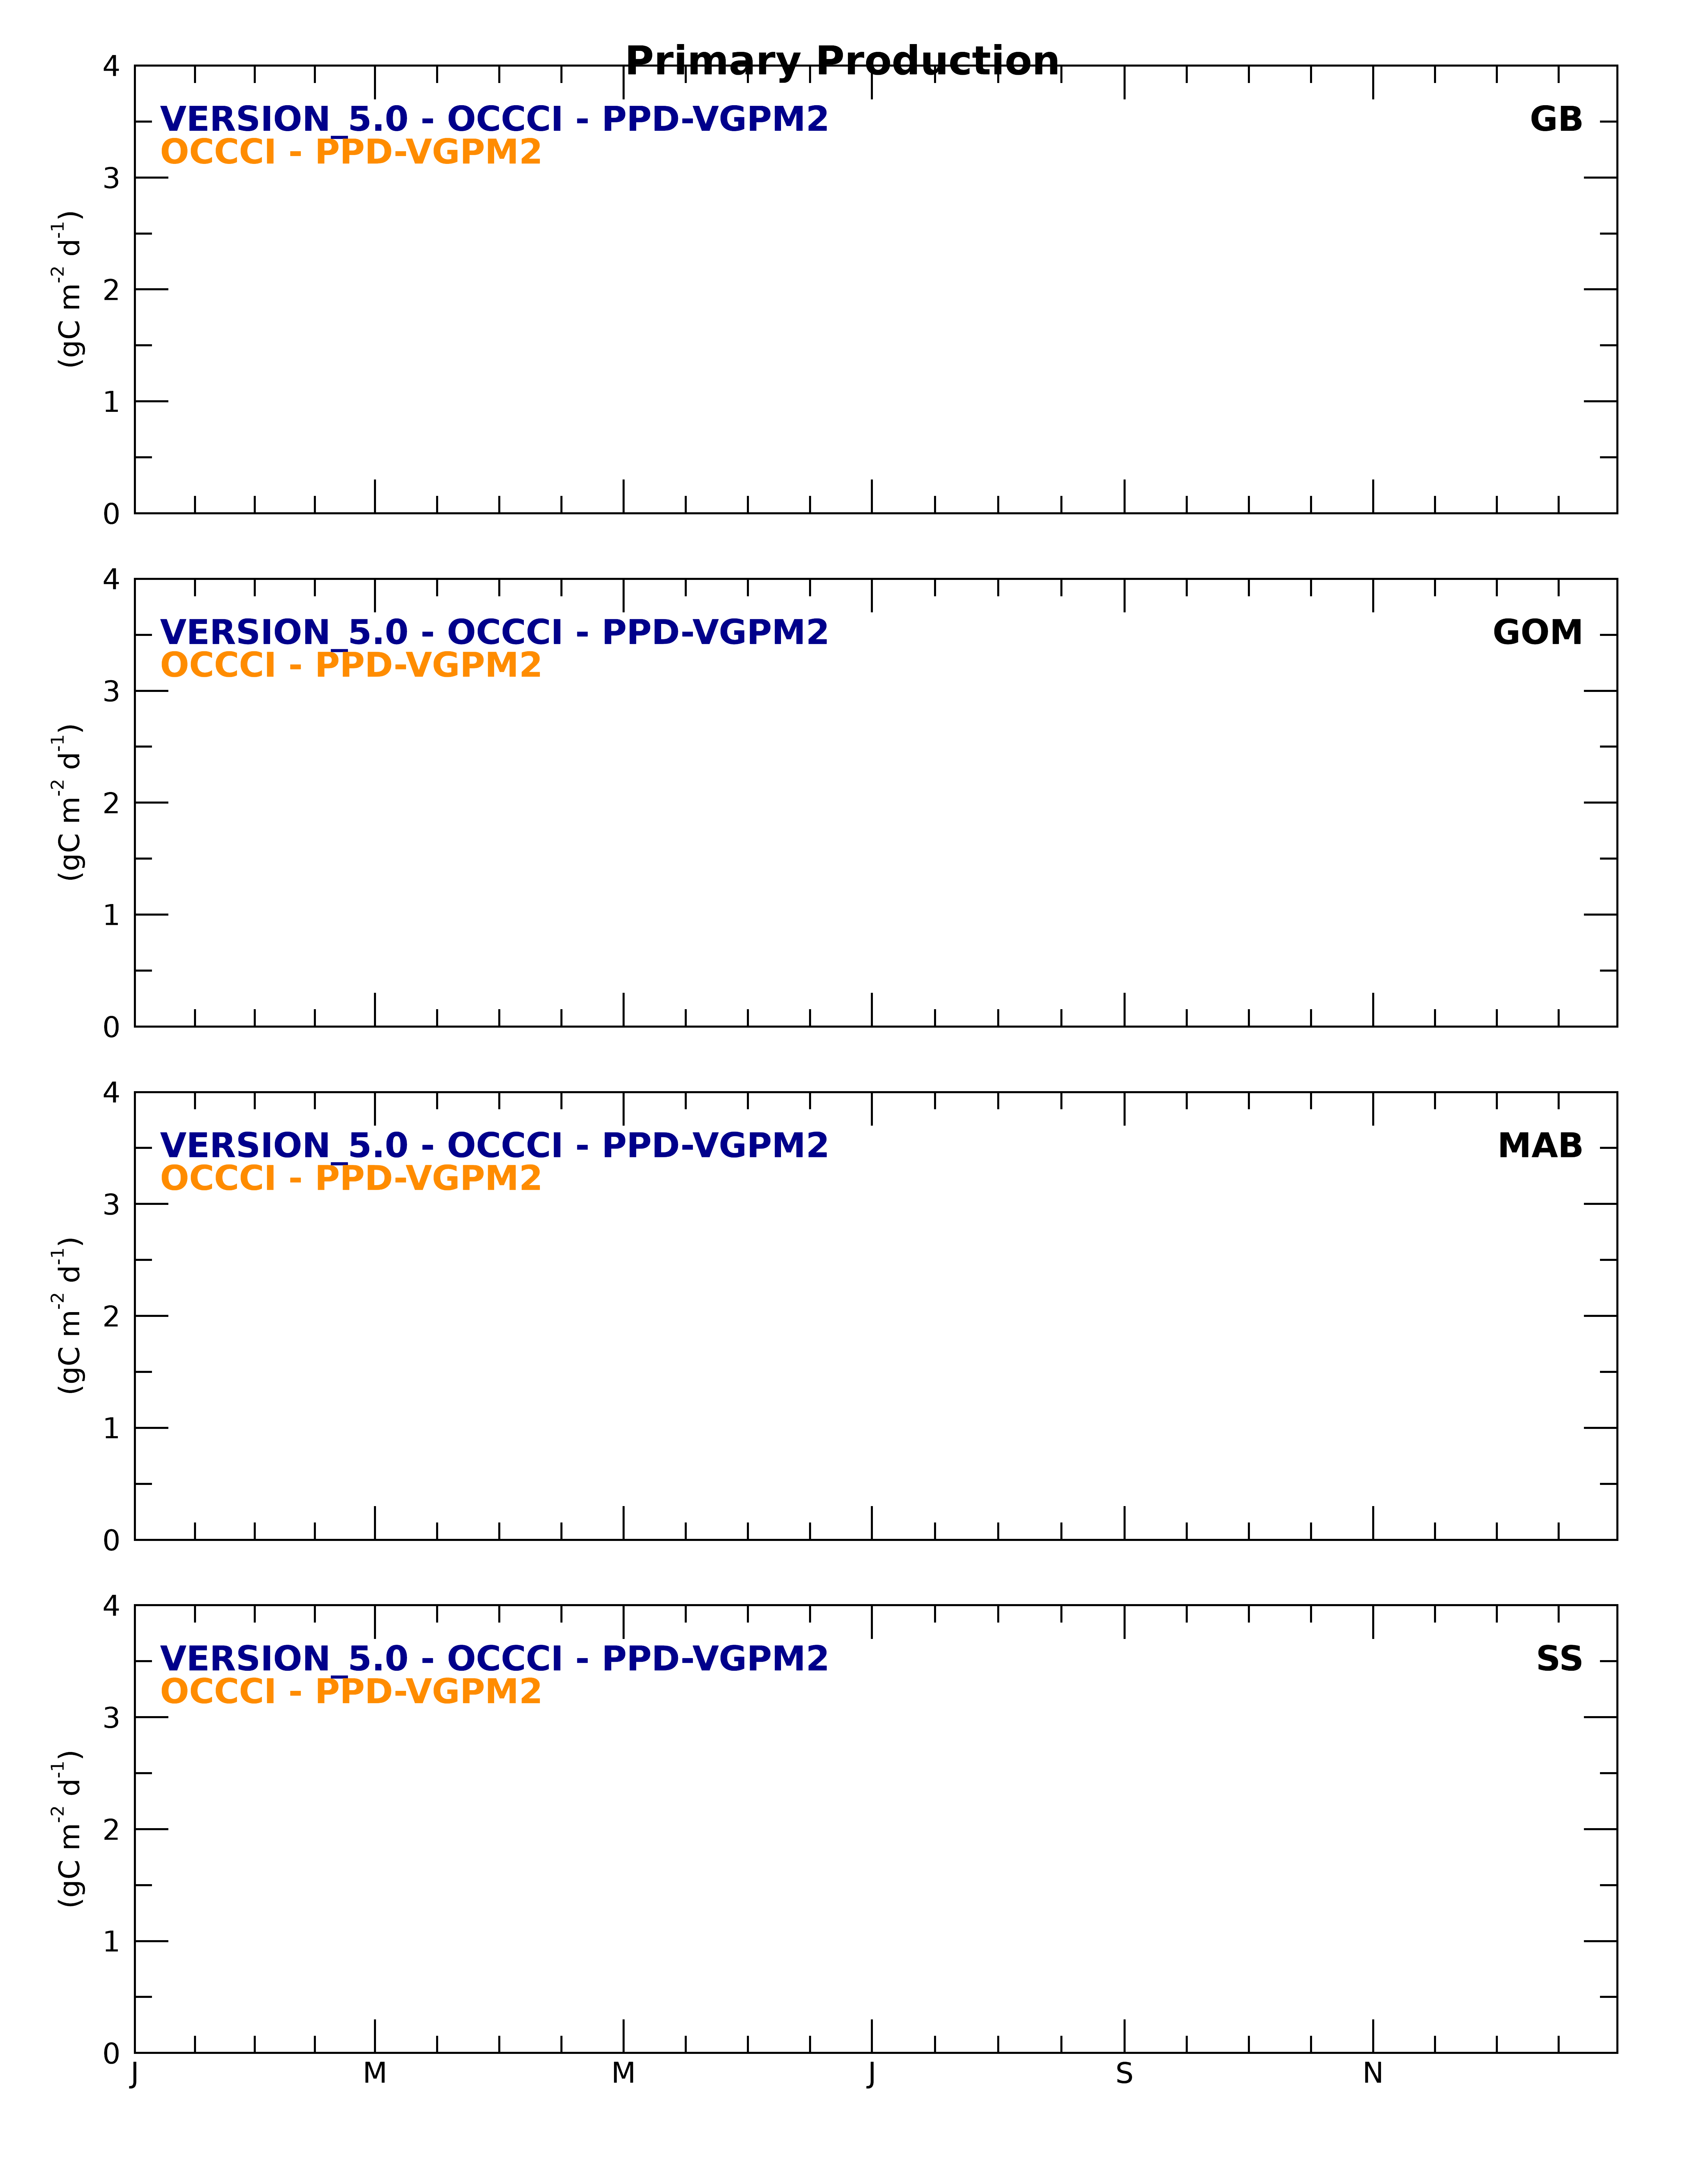 Primary Production
4
VERSION_5.0 - OCCCI - PPD-VGPM2
GB
OCCCI - PPD-VGPM2
3
(gC m-2 d-1)
2
1
0
4
VERSION_5.0 - OCCCI - PPD-VGPM2
GOM
OCCCI - PPD-VGPM2
3
(gC m-2 d-1)
2
1
0
4
VERSION_5.0 - OCCCI - PPD-VGPM2
MAB
OCCCI - PPD-VGPM2
3
(gC m-2 d-1)
2
1
0
4
VERSION_5.0 - OCCCI - PPD-VGPM2
SS
OCCCI - PPD-VGPM2
3
(gC m-2 d-1)
2
1
0
J M M J S N